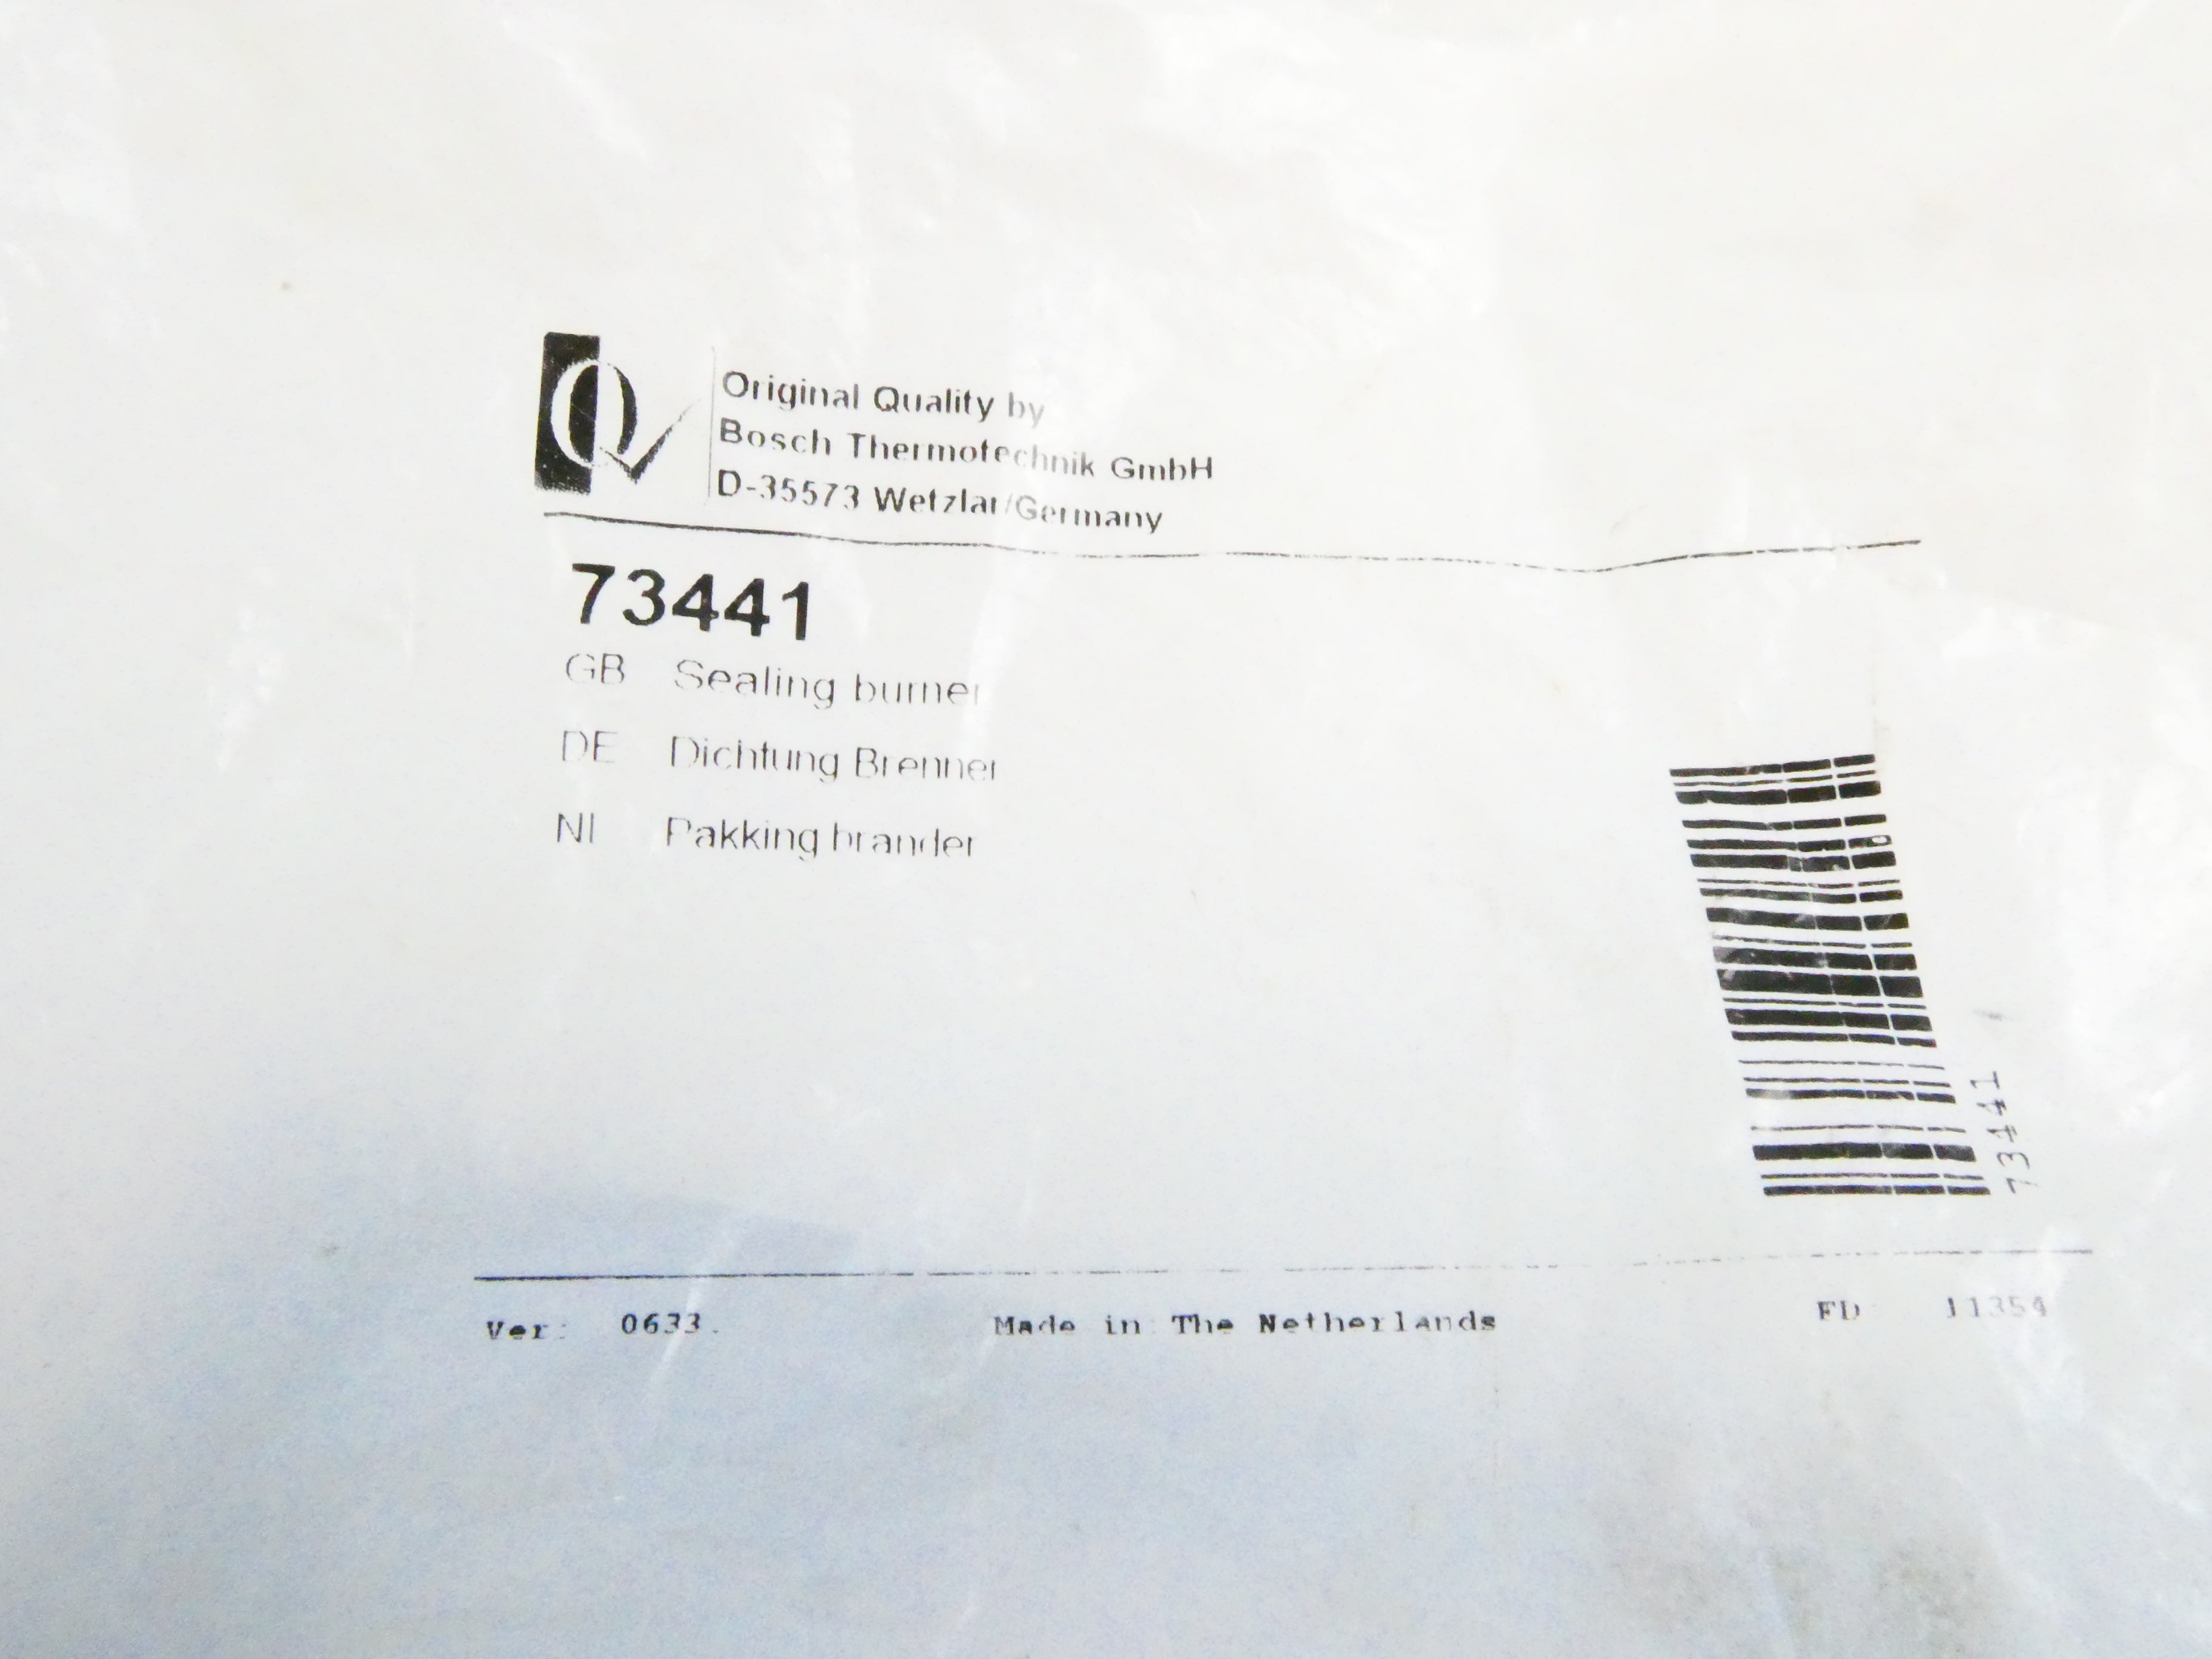 Q
Original Quality by
Bosch Thermotechnik GmbH
D-35573 Wetzlar/Germany
73441
GB Sealing burner
DE Dichtung Brenner
Nl Pakking brander
73441
Ver: 0633. Made in The Netherlands FD 11354